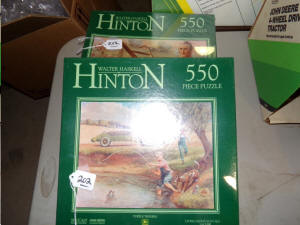 WALTER HASKELL
HINTON
550
PIECE PUZZLE
202
WALTER HASKELL
HINTON
550
PIECE PUZZLE
202
JOHN DEERE
4-WHEEL DRIVE
TRACTOR